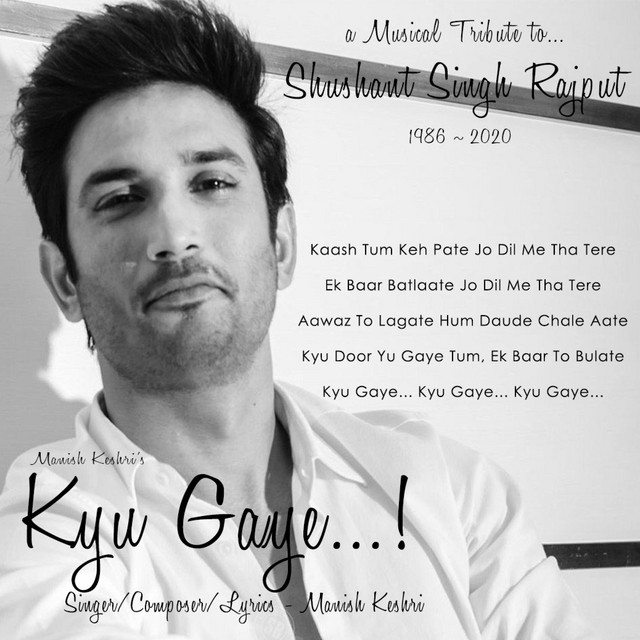 a Musical Tribute to...
Shushant Singh Rajput
1986 ~ 2020
Kaash Tum Keh Pate Jo Dil Me Tha Tere
Ek Baar Batlaate Jo Dil Me Tha Tere
Aawaz To Lagate Hum Daude Chale Aate
Kyu Door Yu Gaye Tum, Ek Baar To Bulate
Kyu Gaye... Kyu Gaye... Kyu Gaye...
Manish Keshri's
Kyu Gaye...!
Singer/Composer/Lyrics - Manish Keshri